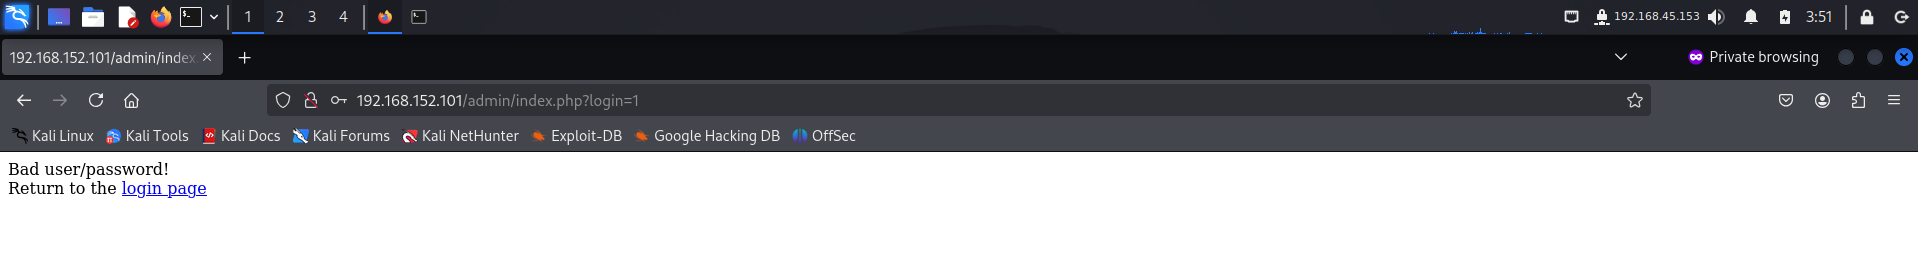 1 2 3 4 192.168.45.153 3:51
192.168.152.101/admin/index
Private browsing
192.168.152.101/admin/index.php?login=1
Kali Linux Kali Tools Kali Docs Kali Forums Kali NetHunter Exploit-DB Google Hacking DB OffSec
Bad user/password!
Return to the login page